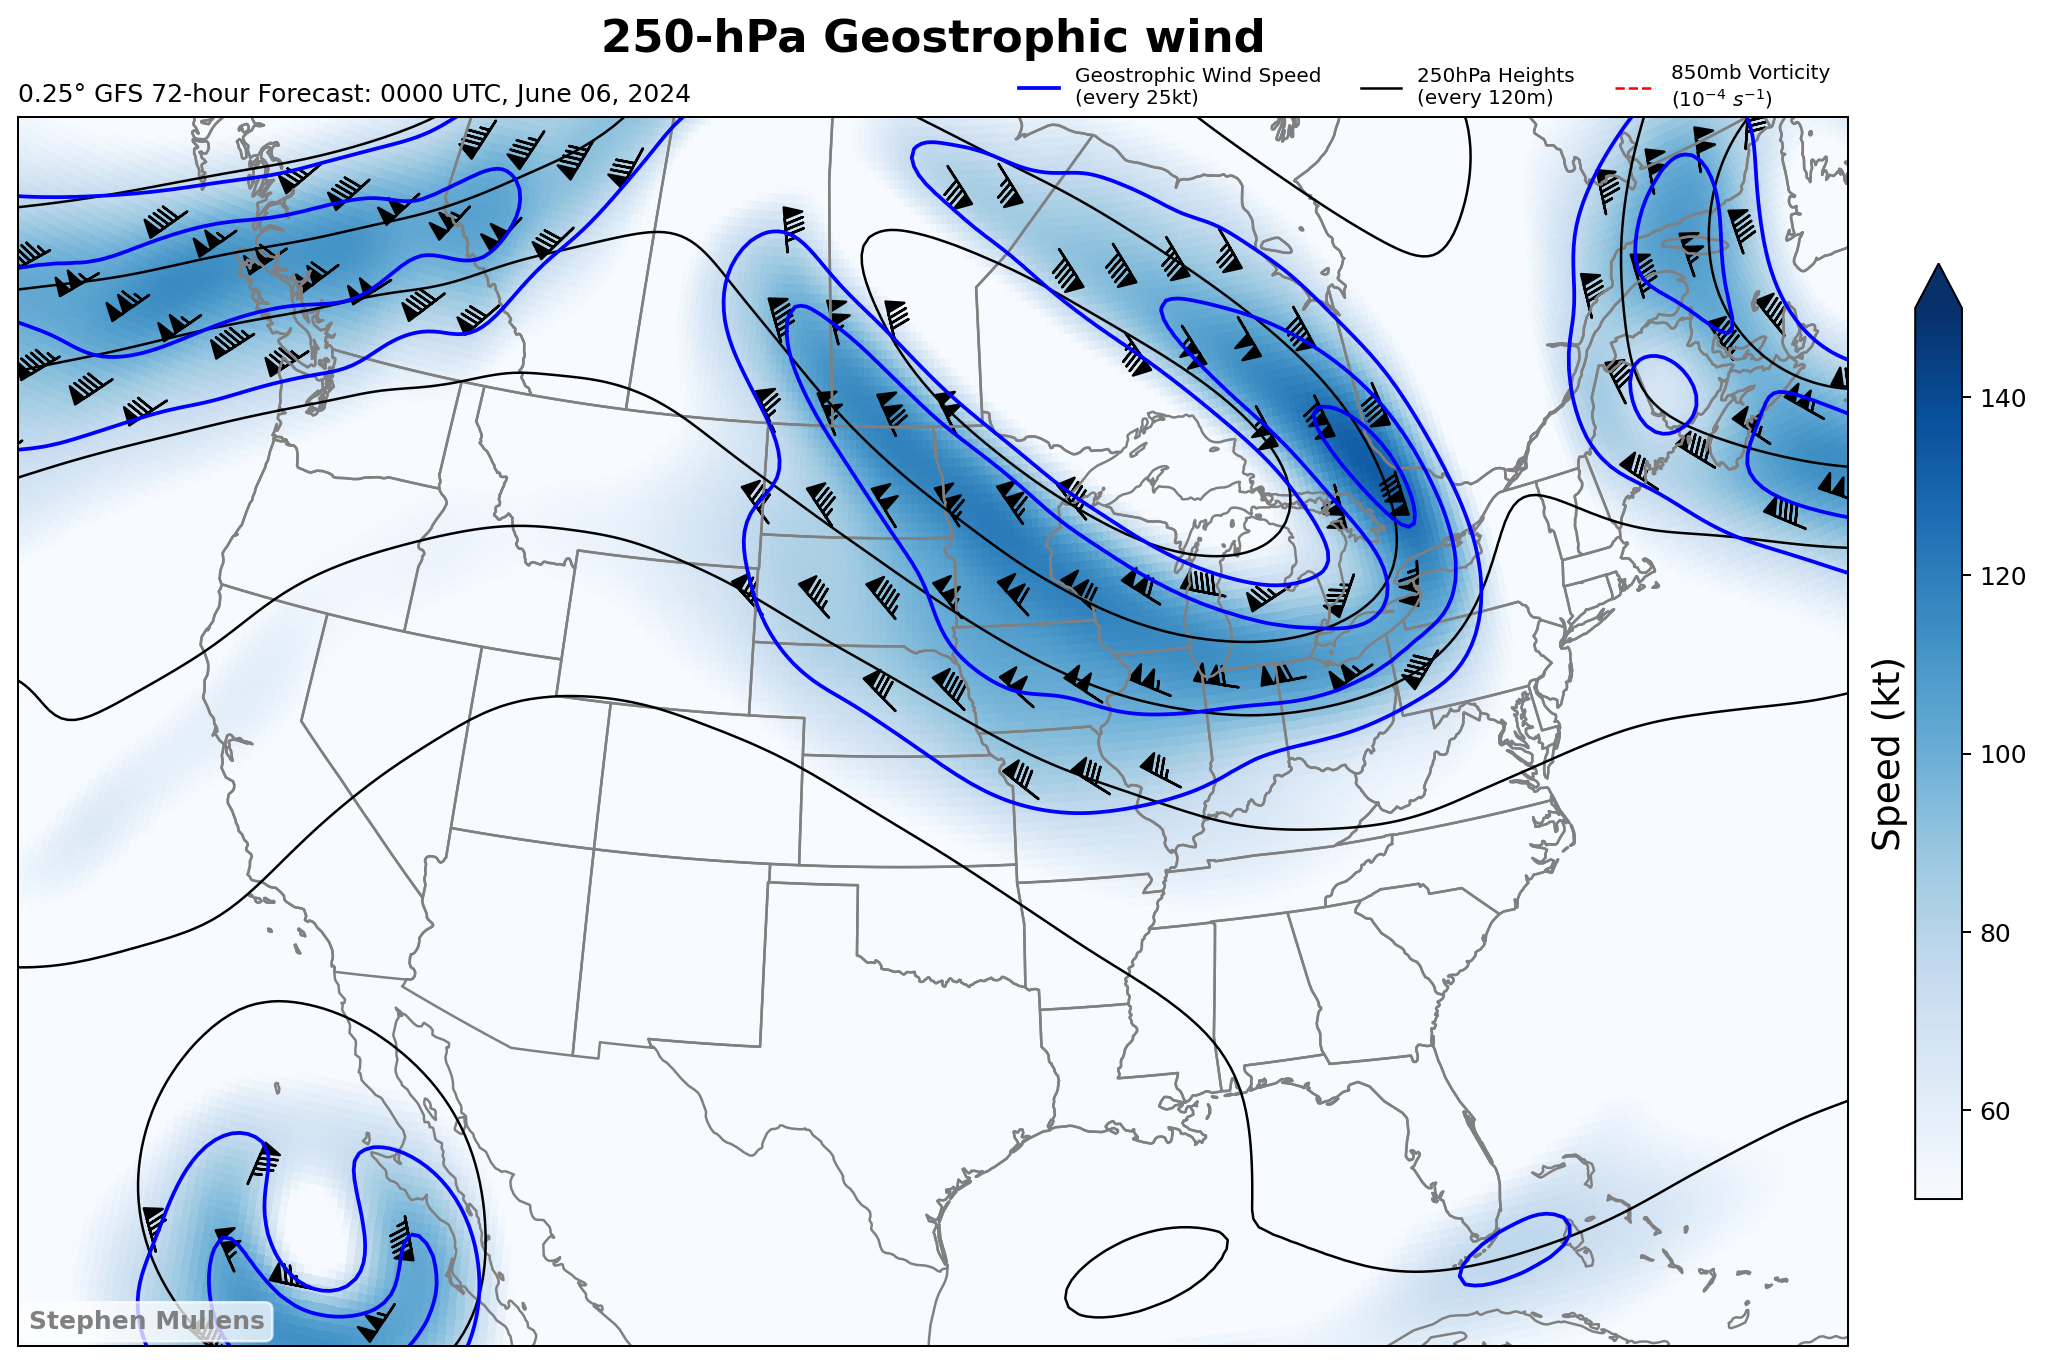 250-hPa Geostrophic wind
0.25° GFS 72-hour Forecast: 0000 UTC, June 06, 2024
Geostrophic Wind Speed
(every 25kt)
250hPa Heights
(every 120m)
850mb Vorticity
(10⁻⁴ s⁻¹)
140
120
100
80
60
Speed (kt)
Stephen Mullens